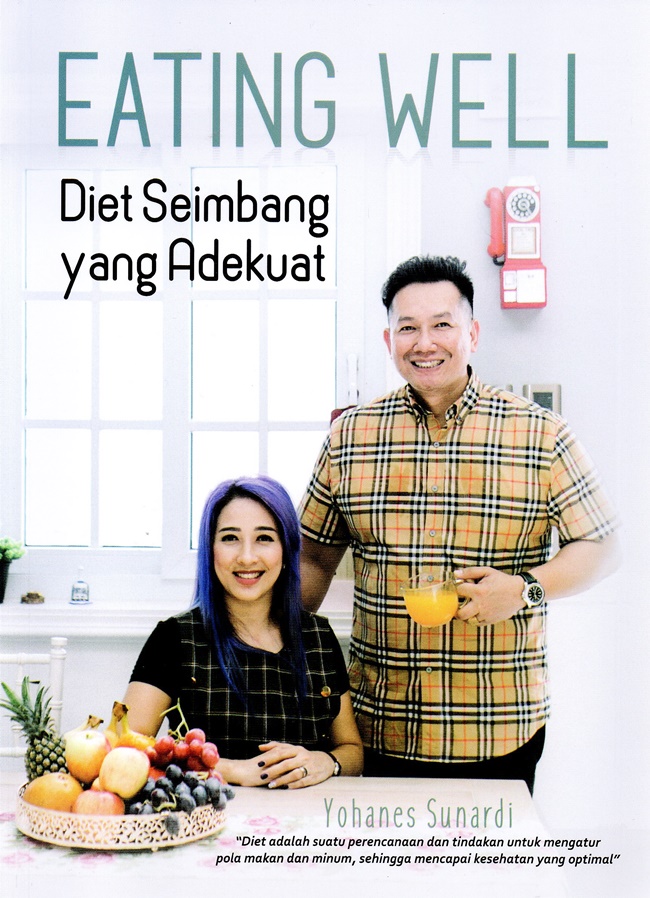 EATING WELL
Diet Seimbang
yang Adekuat
Yohanes Sunardi
“Diet adalah suatu perencanaan dan tindakan untuk mengatur
pola makan dan minum, sehingga mencapai kesehatan yang optimal”